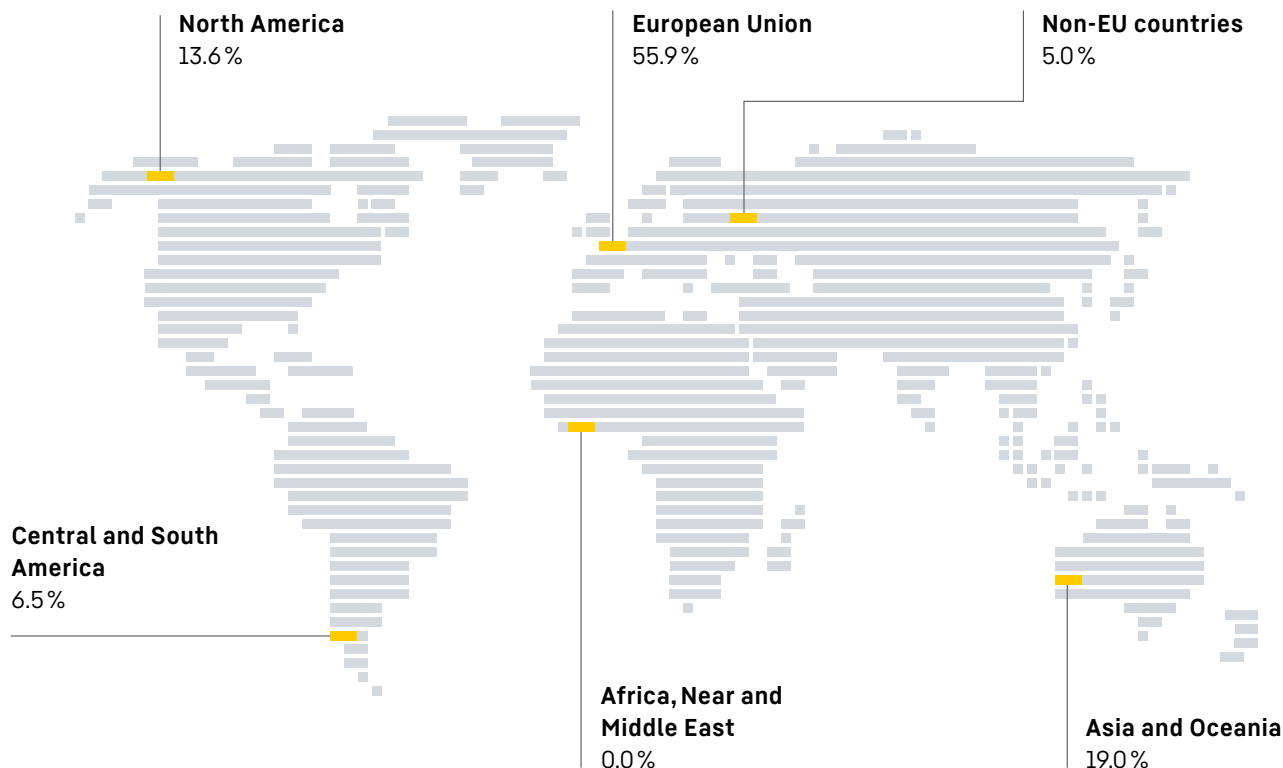 North America
13.6 %
European Union
55.9 %
Non-EU countries
5.0 %
Central and South
America
6.5 %
Africa, Near and
Middle East
0.0 %
Asia and Oceania
19.0 %